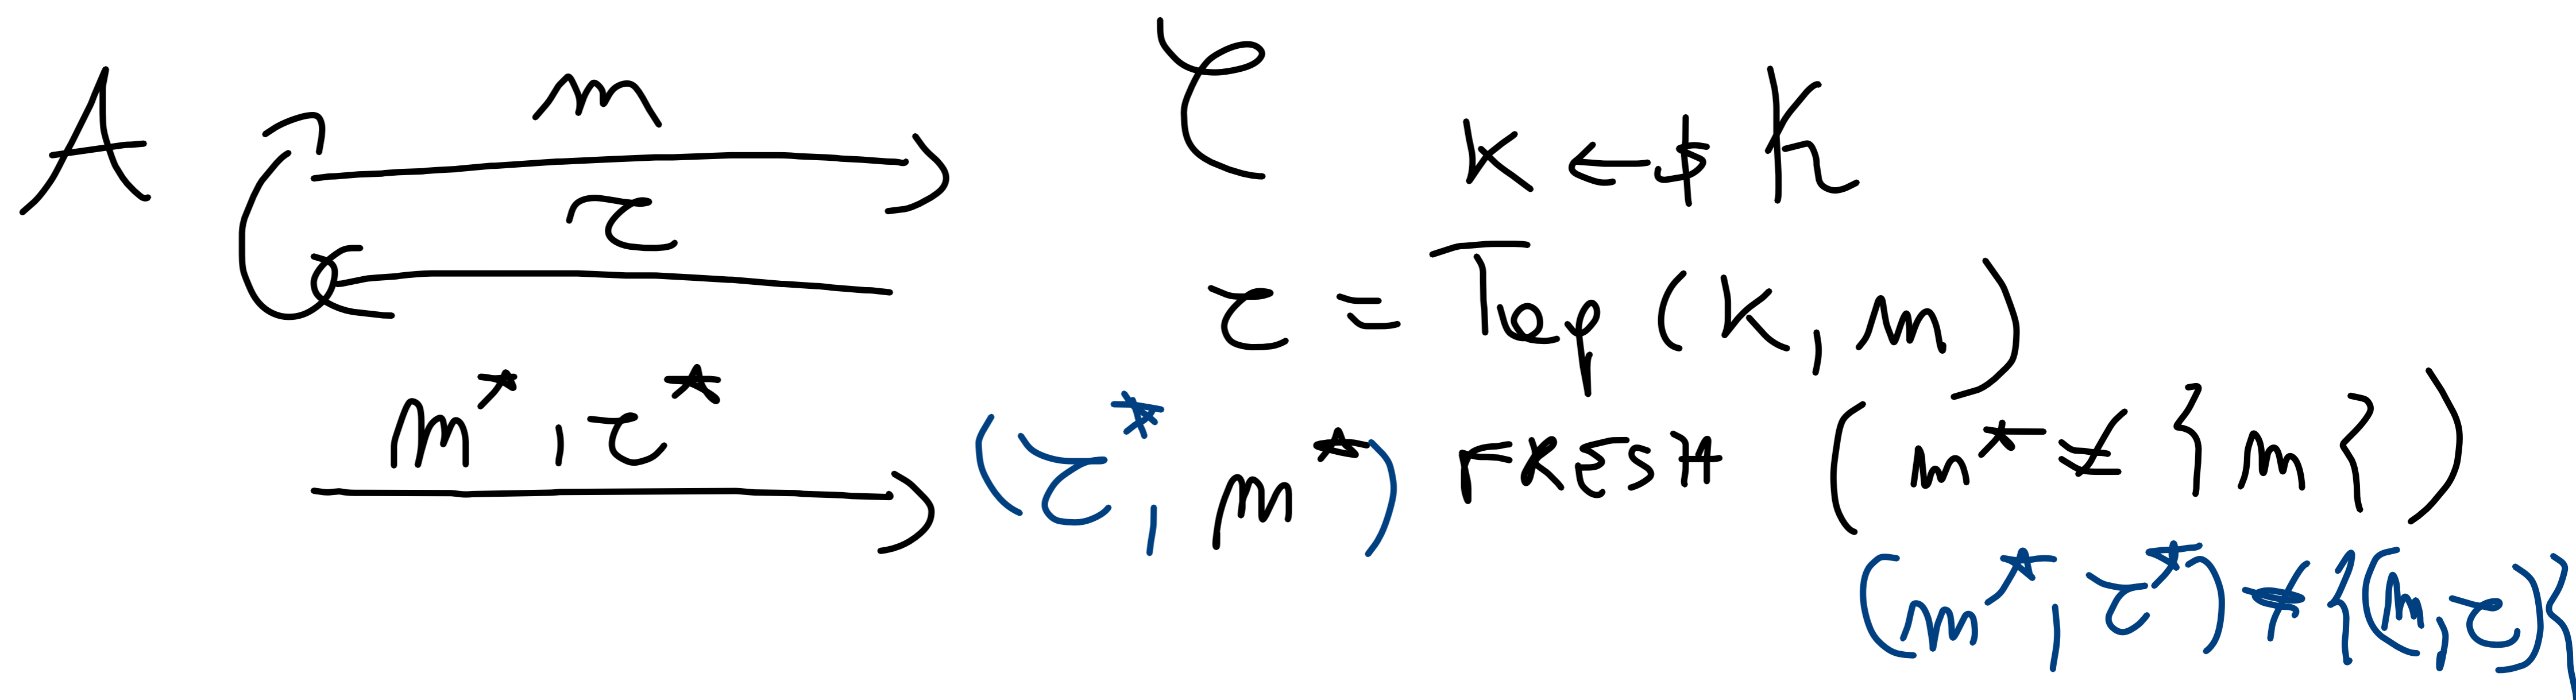 A m C K ←$ K
τ τ = Tag (K, m)
m*, τ* (τ*, m*) FRESH (m* ≠ {m})
(m*, τ*) ≠ {(m, τ)}